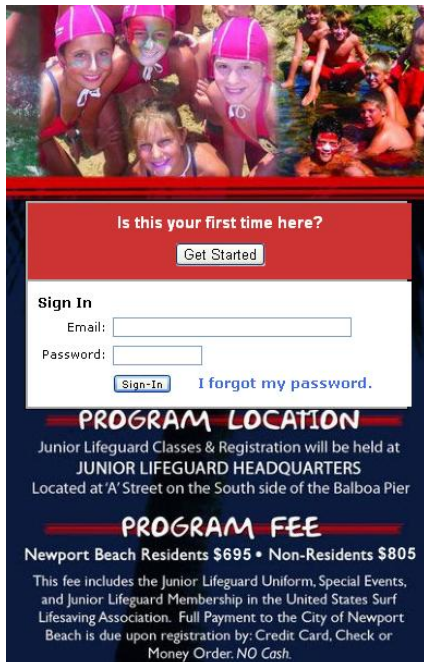 Is this your first time here?
Get Started
Sign In
Email:
Password:
Sign-In
I forgot my password.
PROGRAM LOCATION
Junior Lifeguard Classes & Registration will be held at
JUNIOR LIFEGUARD HEADQUARTERS
Located at 'A' Street on the South side of the Balboa Pier
PROGRAM FEE
Newport Beach Residents $695 • Non-Residents $805
This fee includes the Junior Lifeguard Uniform, Special Events,
and Junior Lifeguard Membership in the United States Surf
Lifesaving Association. Full Payment to the City of Newport
Beach is due upon registration by: Credit Card, Check or
Money Order. NO Cash.